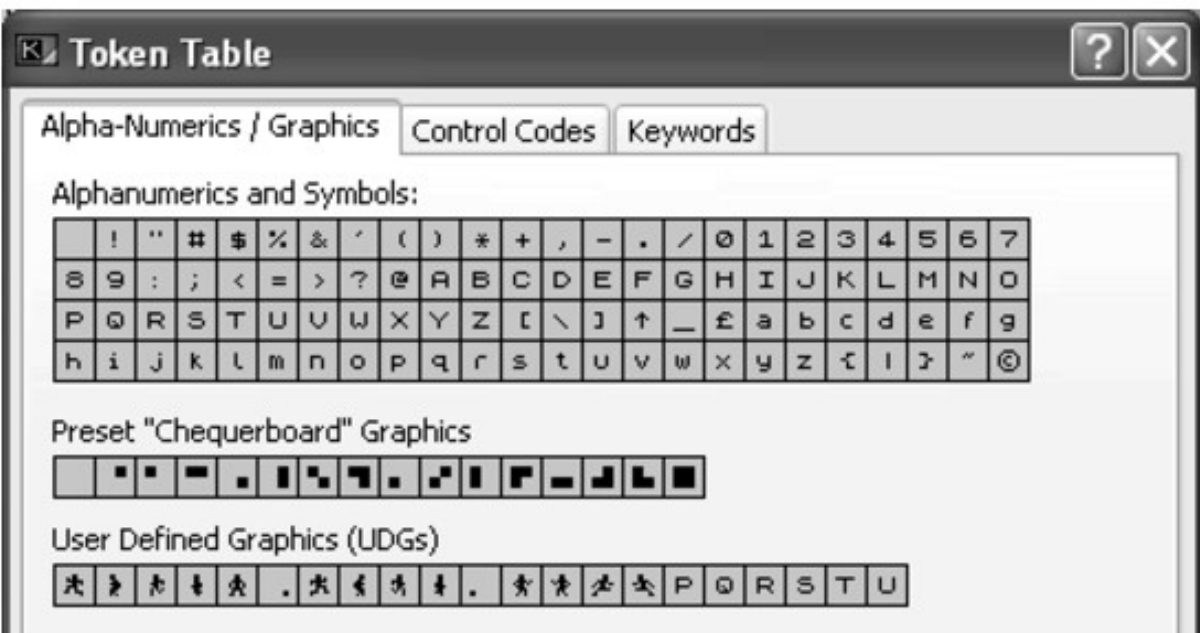 K Token Table ? X
Alpha-Numerics / Graphics Control Codes Keywords
Alphanumerics and Symbols:
! " # $ % & ' ( ) * + , - . / 0 1 2 3 4 5 6 7
8 9 : ; < = > ? @ A B C D E F G H I J K L M N O
P Q R S T U V W X Y Z [ \ ] ↑ _ £ a b c d e f g
h i j k l m n o p q r s t u v w x y z { | } ~ ©
Preset "Chequerboard" Graphics
User Defined Graphics (UDGs)
. . P Q R S T U